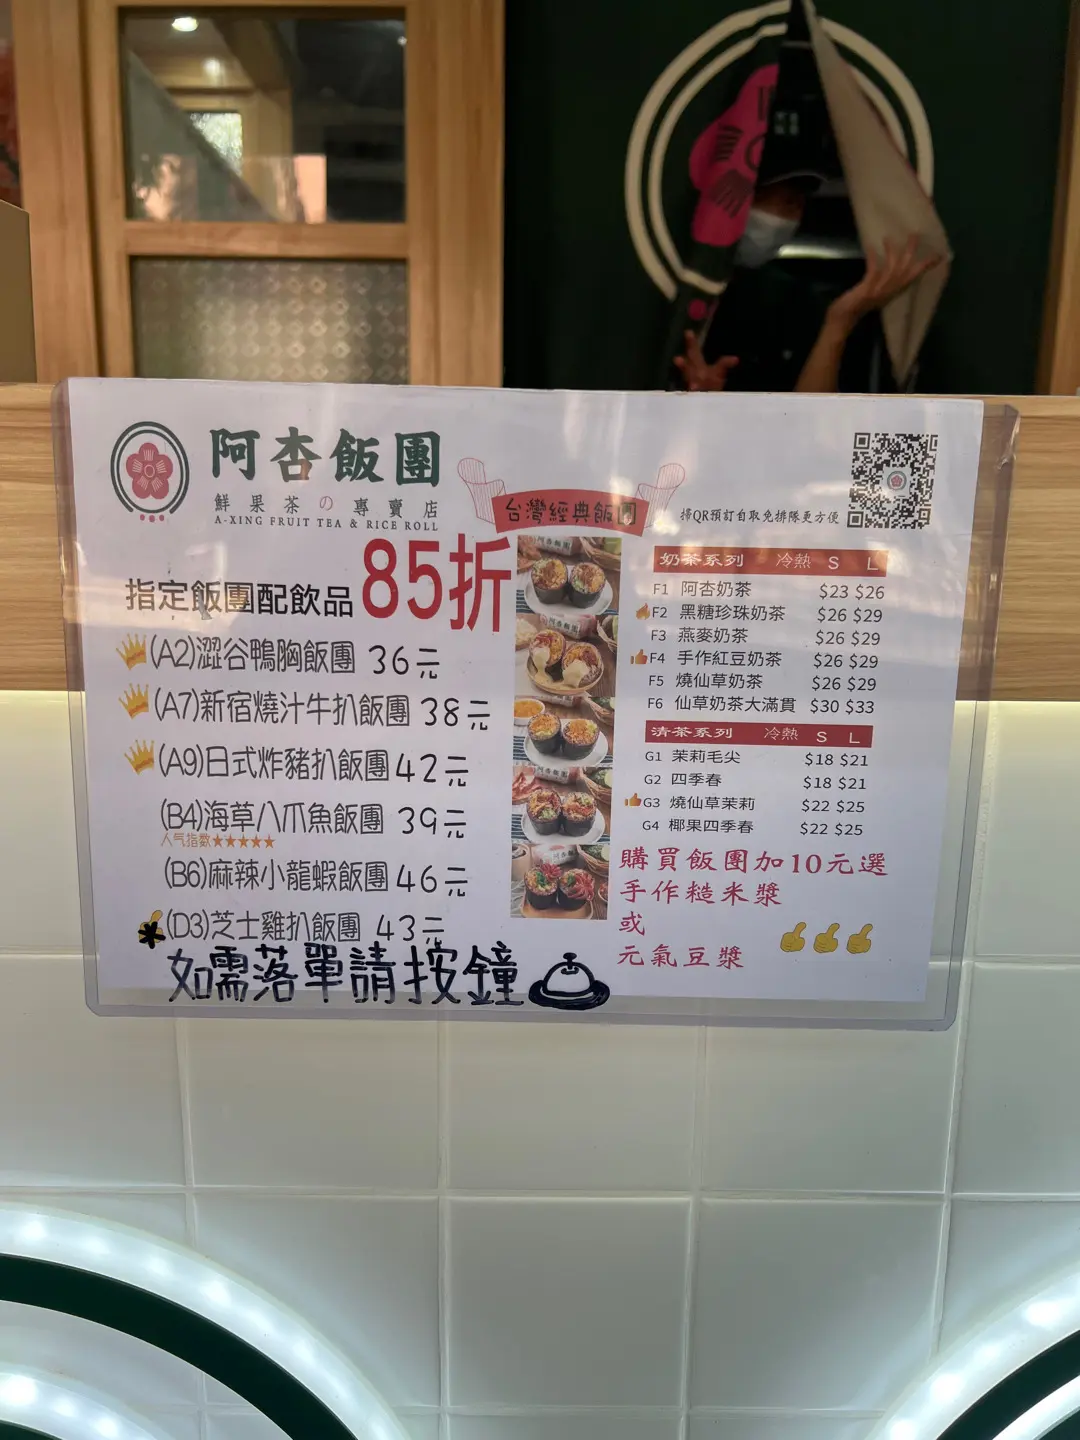 阿杏飯團
鮮果茶の專賣店
A-XING FRUIT TEA & RICE ROLL
台灣經典飯團
掃QR預訂自取免排隊更方便
指定飯團配飲品85折
(A2)澀谷鴨胸飯團 36元
(A7)新宿燒汁牛扒飯團 38元
(A9)日式炸豬扒飯團 42元
(B4)海草八爪魚飯團 39元
人气指数★★★★★
(B6)麻辣小龍蝦飯團 46元
(D3)芝士雞扒飯團 43元
如需落單請按鐘
奶茶系列 冷熱 S L
F1 阿杏奶茶 $23 $26
F2 黑糖珍珠奶茶 $26 $29
F3 燕麥奶茶 $26 $29
F4 手作紅豆奶茶 $26 $29
F5 燒仙草奶茶 $26 $29
F6 仙草奶茶大滿貫 $30 $33
清茶系列 冷熱 S L
G1 茉莉毛尖 $18 $21
G2 四季春 $18 $21
G3 燒仙草茉莉 $22 $25
G4 椰果四季春 $22 $25
購買飯團加10元選
手作糙米漿
或
元氣豆漿